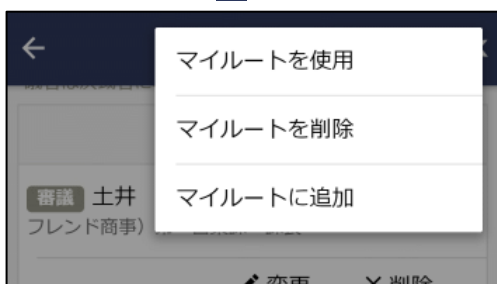 マイルートを使用
マイルートを削除
マイルートに追加
審議 土井
フレンド商事)
変更 削除